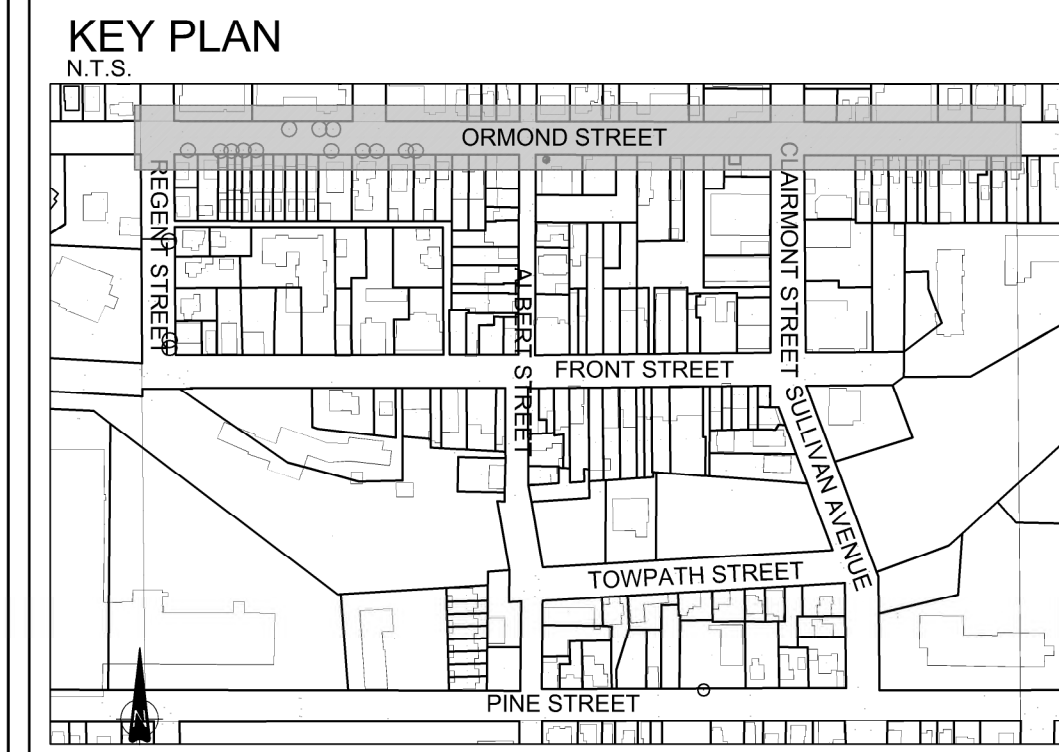 KEY PLAN
N.T.S.
ORMOND STREET
REGENT STREET
CLAIRMONT STREET
ALBERT STREET
FRONT STREET
SULLIVAN AVENUE
TOWPATH STREET
PINE STREET
N